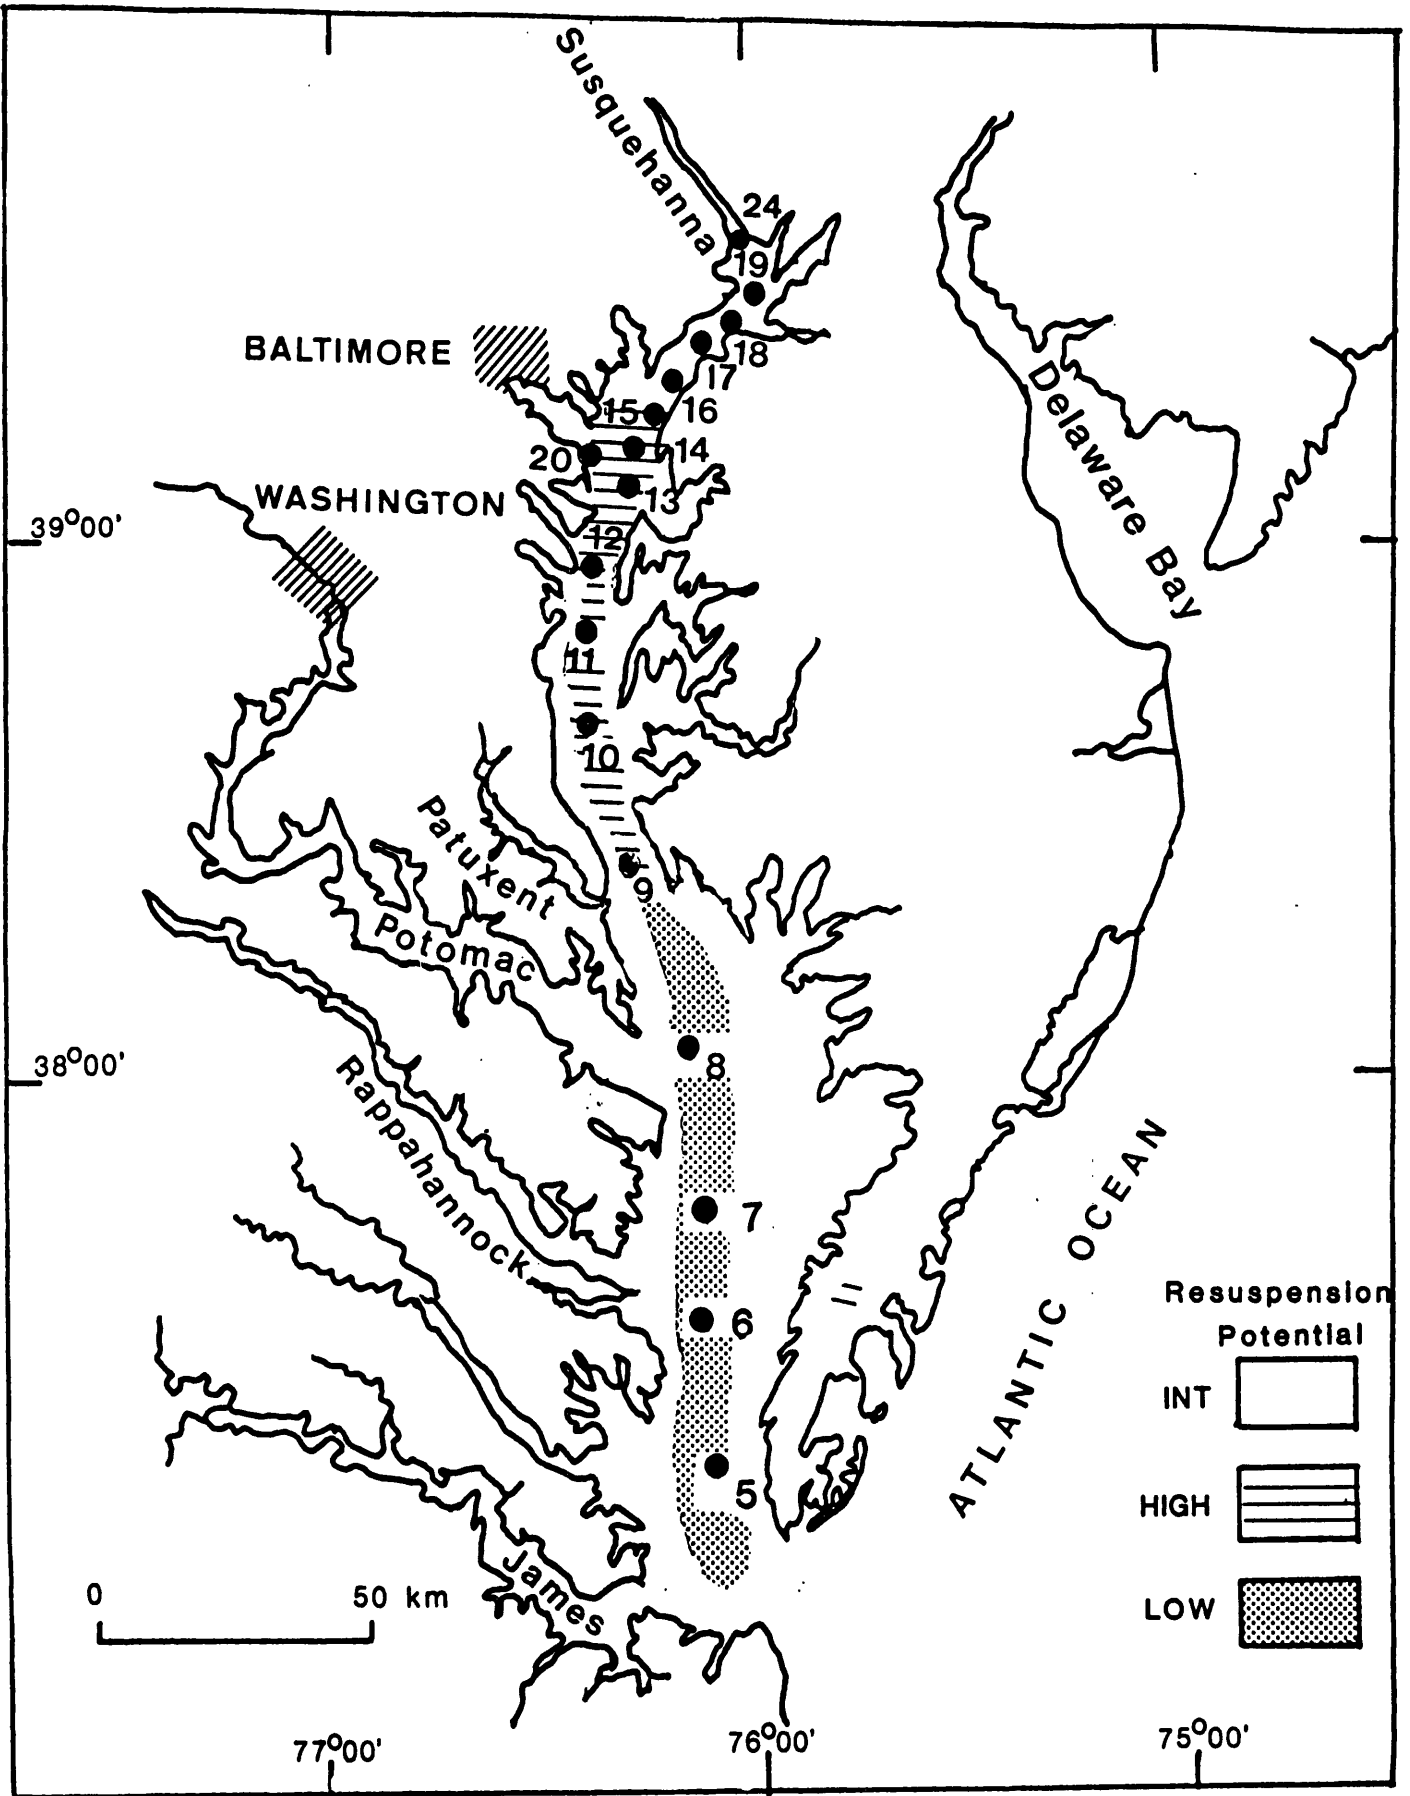 Susquehanna
24
19
BALTIMORE
18
17
15
16
20
14
WASHINGTON
13
39°00'
12
Delaware Bay
11
10
Patuxent
9
Potomac
8
38°00'
Rappahannock
7
ATLANTIC OCEAN
6
Resuspension
Potential
INT
5
HIGH
James
0
50 km
LOW
77°00'
76°00'
75°00'